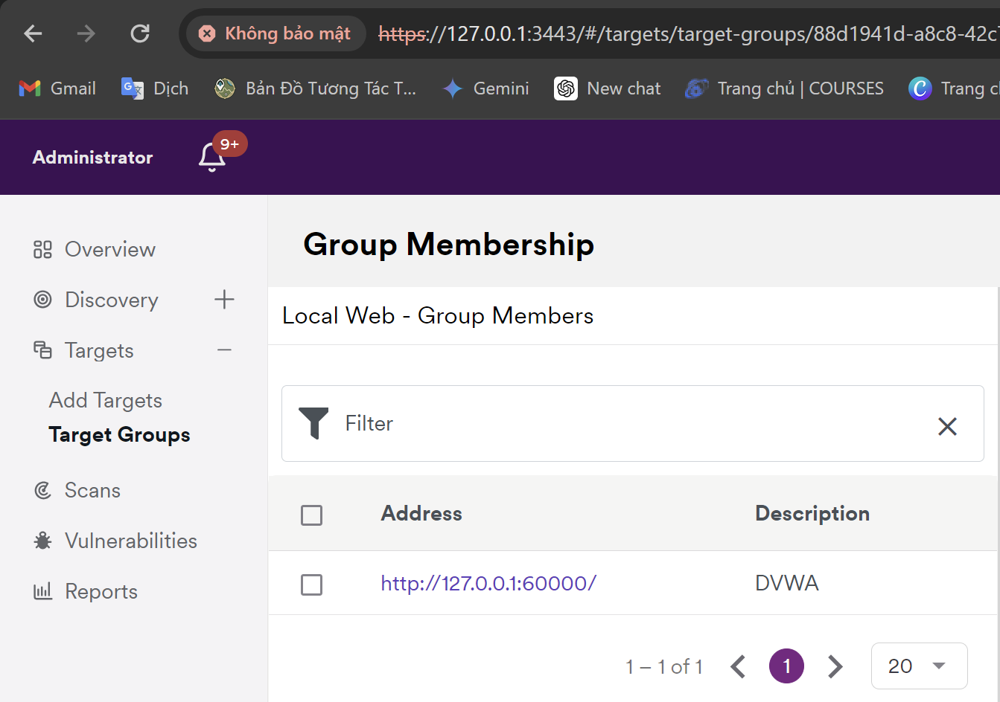 Không bảo mật https://127.0.0.1:3443/#/targets/target-groups/88d1941d-a8c8-42c
Gmail Dịch Bản Đồ Tương Tác T... Gemini New chat Trang chủ | COURSES Trang
Administrator 9+
Overview
Discovery
Targets
Add Targets
Target Groups
Scans
Vulnerabilities
Reports
Group Membership
Local Web - Group Members
Filter
Address Description
http://127.0.0.1:60000/ DVWA
1 – 1 of 1 1 20